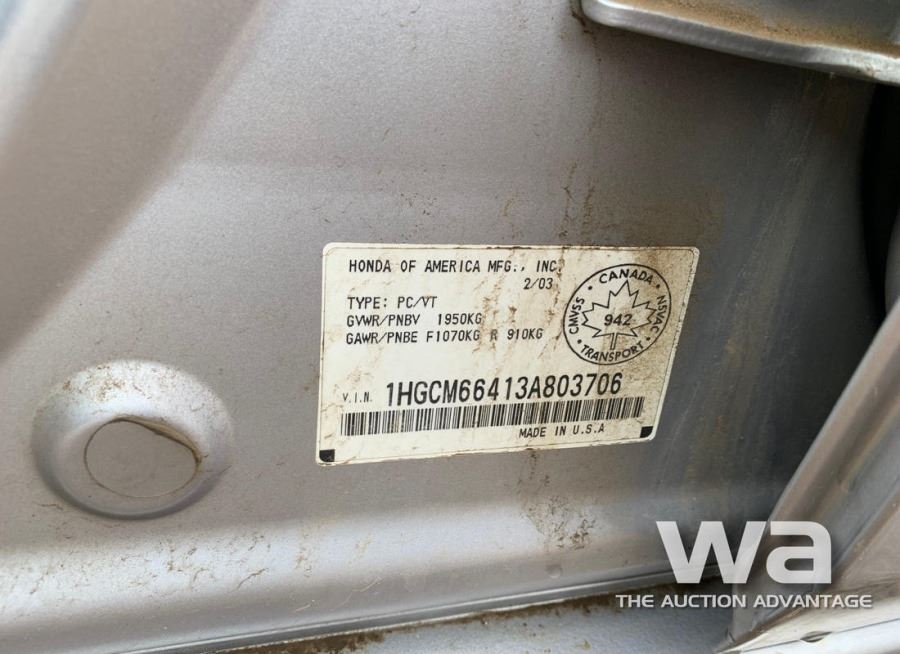 HONDA OF AMERICA MFG., INC.
2/03
TYPE: PC/VT
GVWR/PNBV 1950KG
GAWR/PNBE F1070KG R 910KG
CANADA
CMVSS
NSVAC
942
TRANSPORT
V.I.N. 1HGCM66413A803706
MADE IN U.S.A
wa
THE AUCTION ADVANTAGE